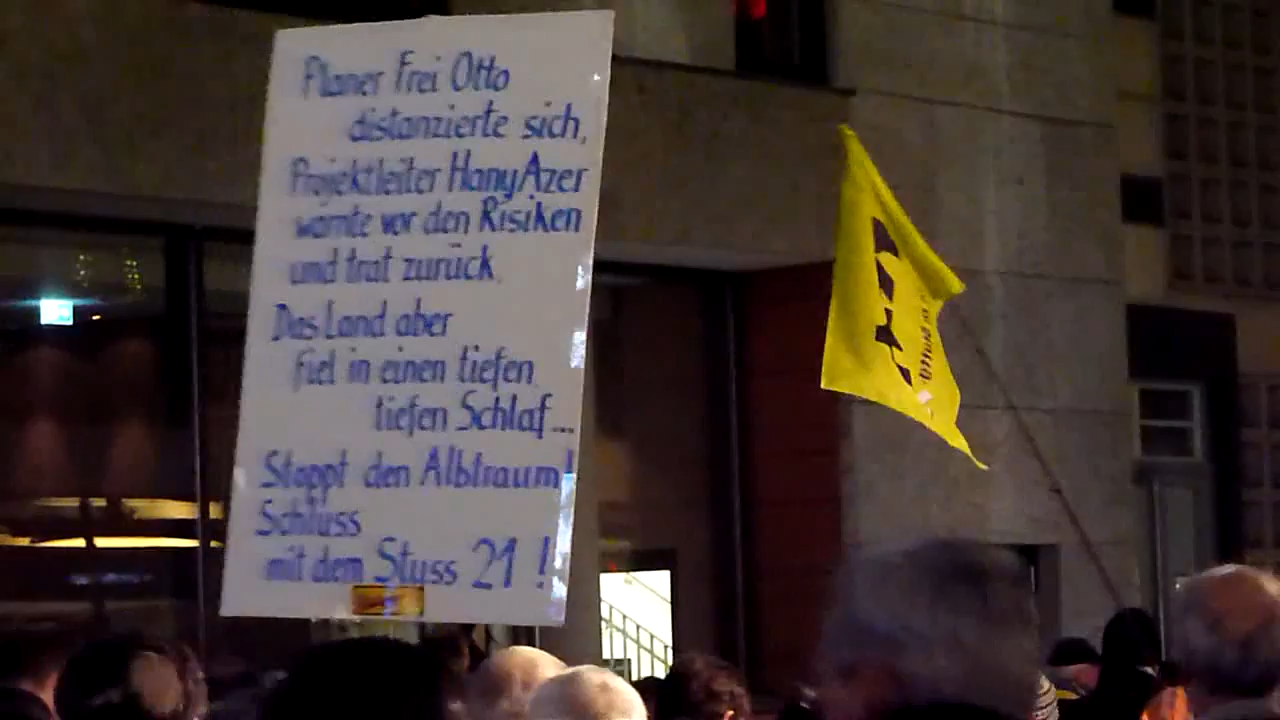 Planer Frei Otto
distanzierte sich,
Projektleiter Hany Azer
warnte vor den Risiken
und trat zurück.
Das Land aber
fiel in einen tiefen
tiefen Schlaf...
Stoppt den Albtraum!
Schluss
mit dem Stuss 21!